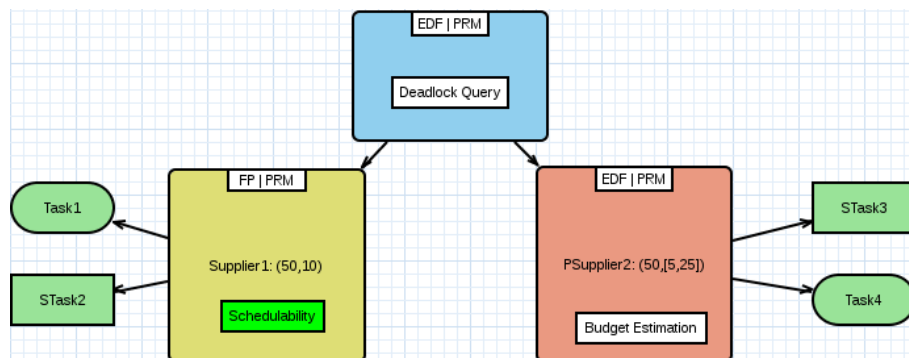 EDF | PRM
Deadlock Query
FP | PRM
EDF | PRM
Task1
STask3
Supplier1: (50,10)
PSupplier2: (50,[5,25])
STask2
Task4
Schedulability
Budget Estimation